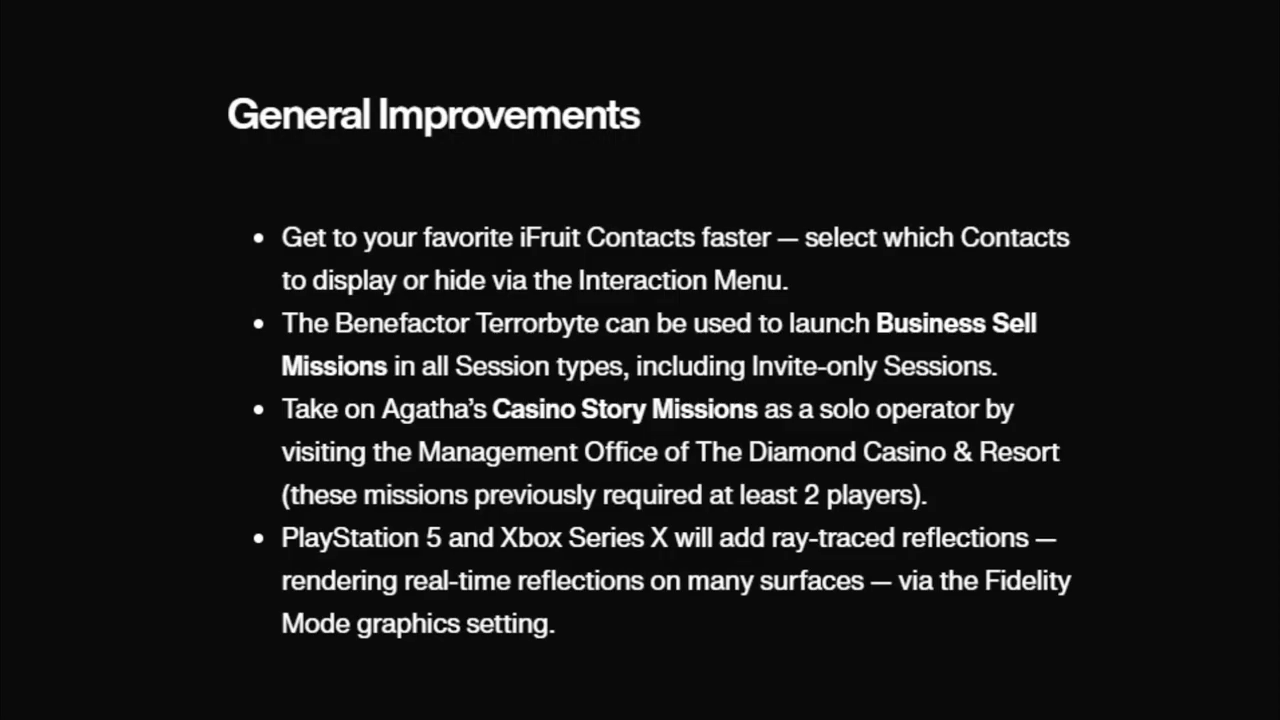 General Improvements
• Get to your favorite iFruit Contacts faster — select which Contacts
to display or hide via the Interaction Menu.
• The Benefactor Terrorbyte can be used to launch Business Sell
Missions in all Session types, including Invite-only Sessions.
• Take on Agatha’s Casino Story Missions as a solo operator by
visiting the Management Office of The Diamond Casino & Resort
(these missions previously required at least 2 players).
• PlayStation 5 and Xbox Series X will add ray-traced reflections —
rendering real-time reflections on many surfaces — via the Fidelity
Mode graphics setting.